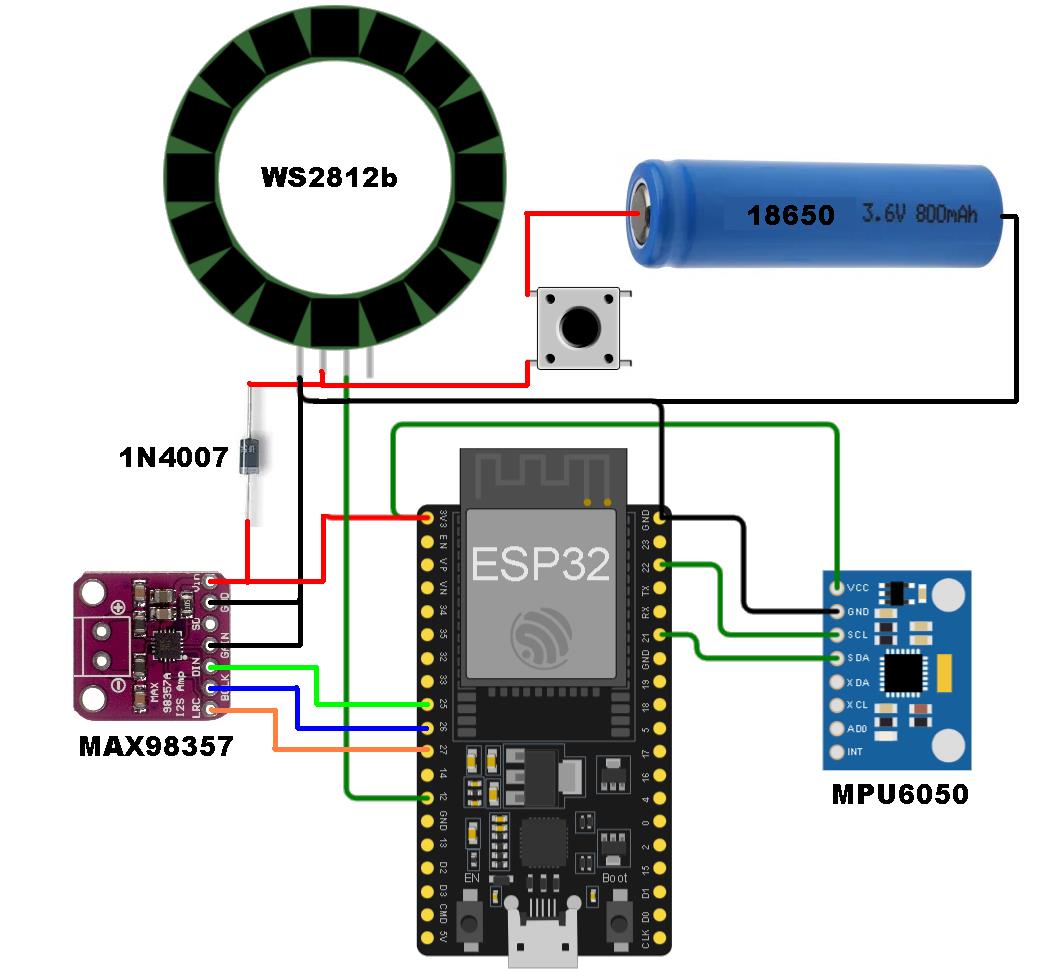 WS2812b
18650 3.6V 800mAh
1N4007
ESP32
3V3
EN
VP
VN
34
35
32
33
25
26
27
14
12
GND
13
D2
D3
CMD
5V
GND
23
22
TX
RX
21
GND
19
18
5
17
16
4
0
2
15
D1
D0
CLK
EN
Boot
Vin
GND
SD
GAIN
DIN
BCLK
LRC
MAX
98357A
I2S Amp
MAX98357
VCC
GND
SCL
SDA
XDA
XCL
AD0
INT
MPU6050